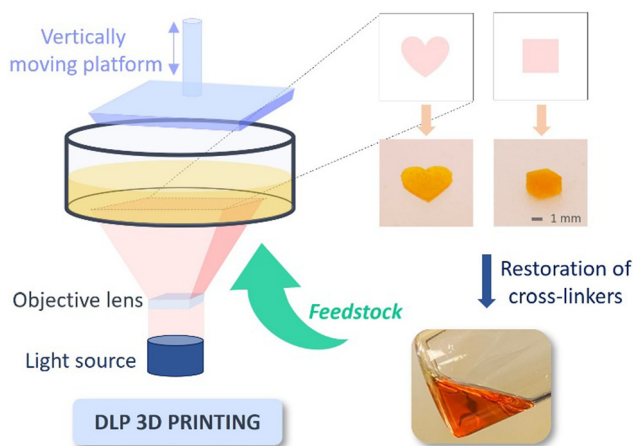 Vertically
moving platform
1 mm
Restoration of
cross-linkers
Objective lens
Feedstock
Light source
DLP 3D PRINTING